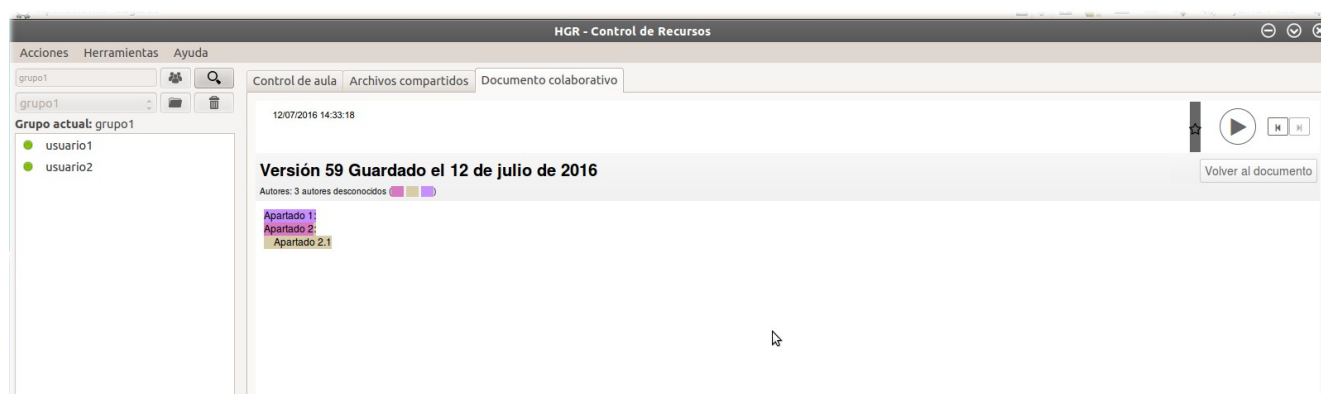 HGR - Control de Recursos
Acciones Herramientas Ayuda
grupo1
grupo1
Grupo actual: grupo1
usuario1
usuario2
Control de aula Archivos compartidos Documento colaborativo
12/07/2016 14:33:18
Versión 59 Guardado el 12 de julio de 2016
Volver al documento
Autores: 3 autores desconocidos ( )
Apartado 1:
Apartado 2:
Apartado 2.1